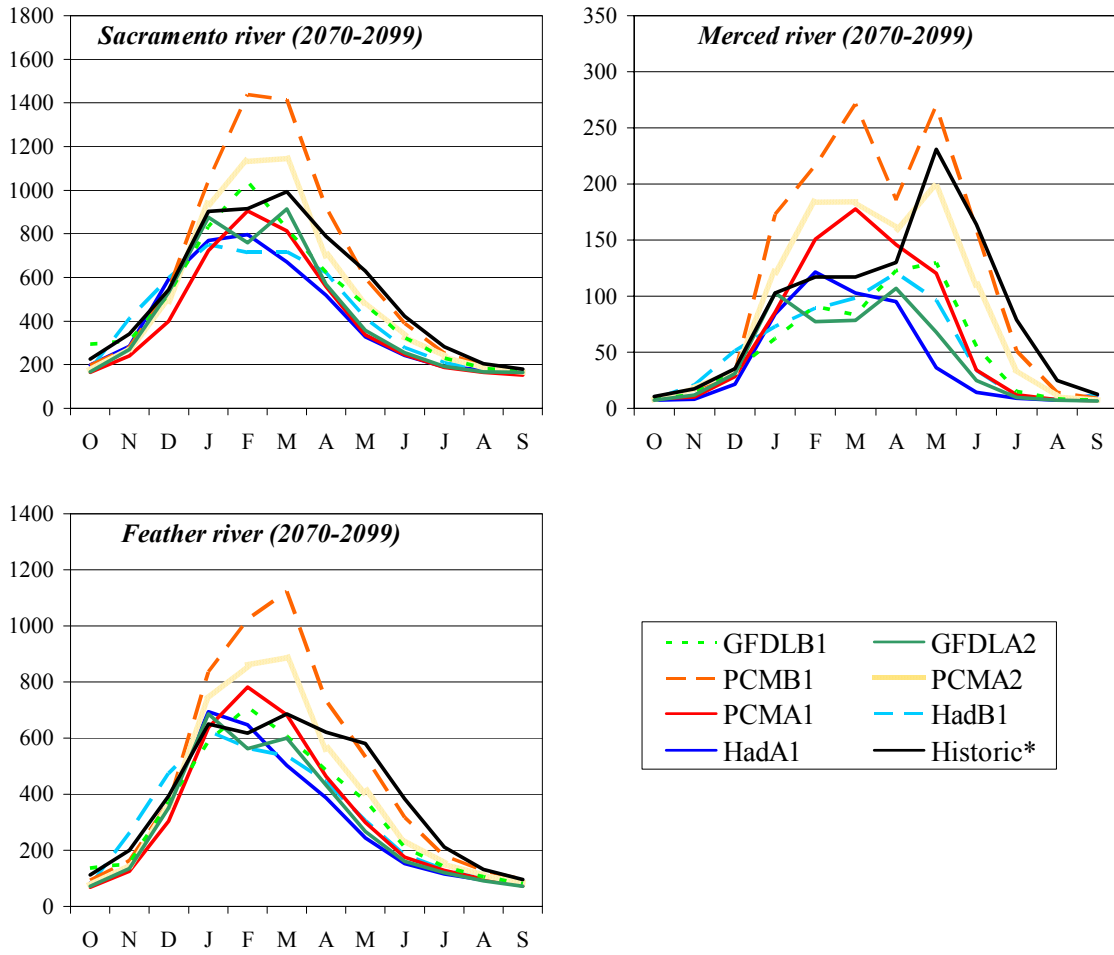 Sacramento river (2070-2099)
1800
1600
1400
1200
1000
800
600
400
200
0
O N D J F M A M J J A S
Merced river (2070-2099)
350
300
250
200
150
100
50
0
O N D J F M A M J J A S
Feather river (2070-2099)
1400
1200
1000
800
600
400
200
0
O N D J F M A M J J A S
GFDLB1 GFDLA2
PCMB1 PCMA2
PCMA1 HadB1
HadA1 Historic*